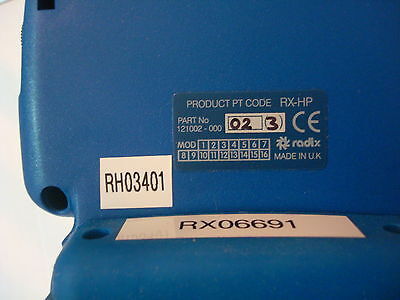 PRODUCT PT CODE RX-HP
PART No
121002 - 000 02 3 CE
MOD 1 2 3 4 5 6 7 radix
8 9 10 11 12 13 14 15 16 MADE IN U.K
RH03401
RX06691